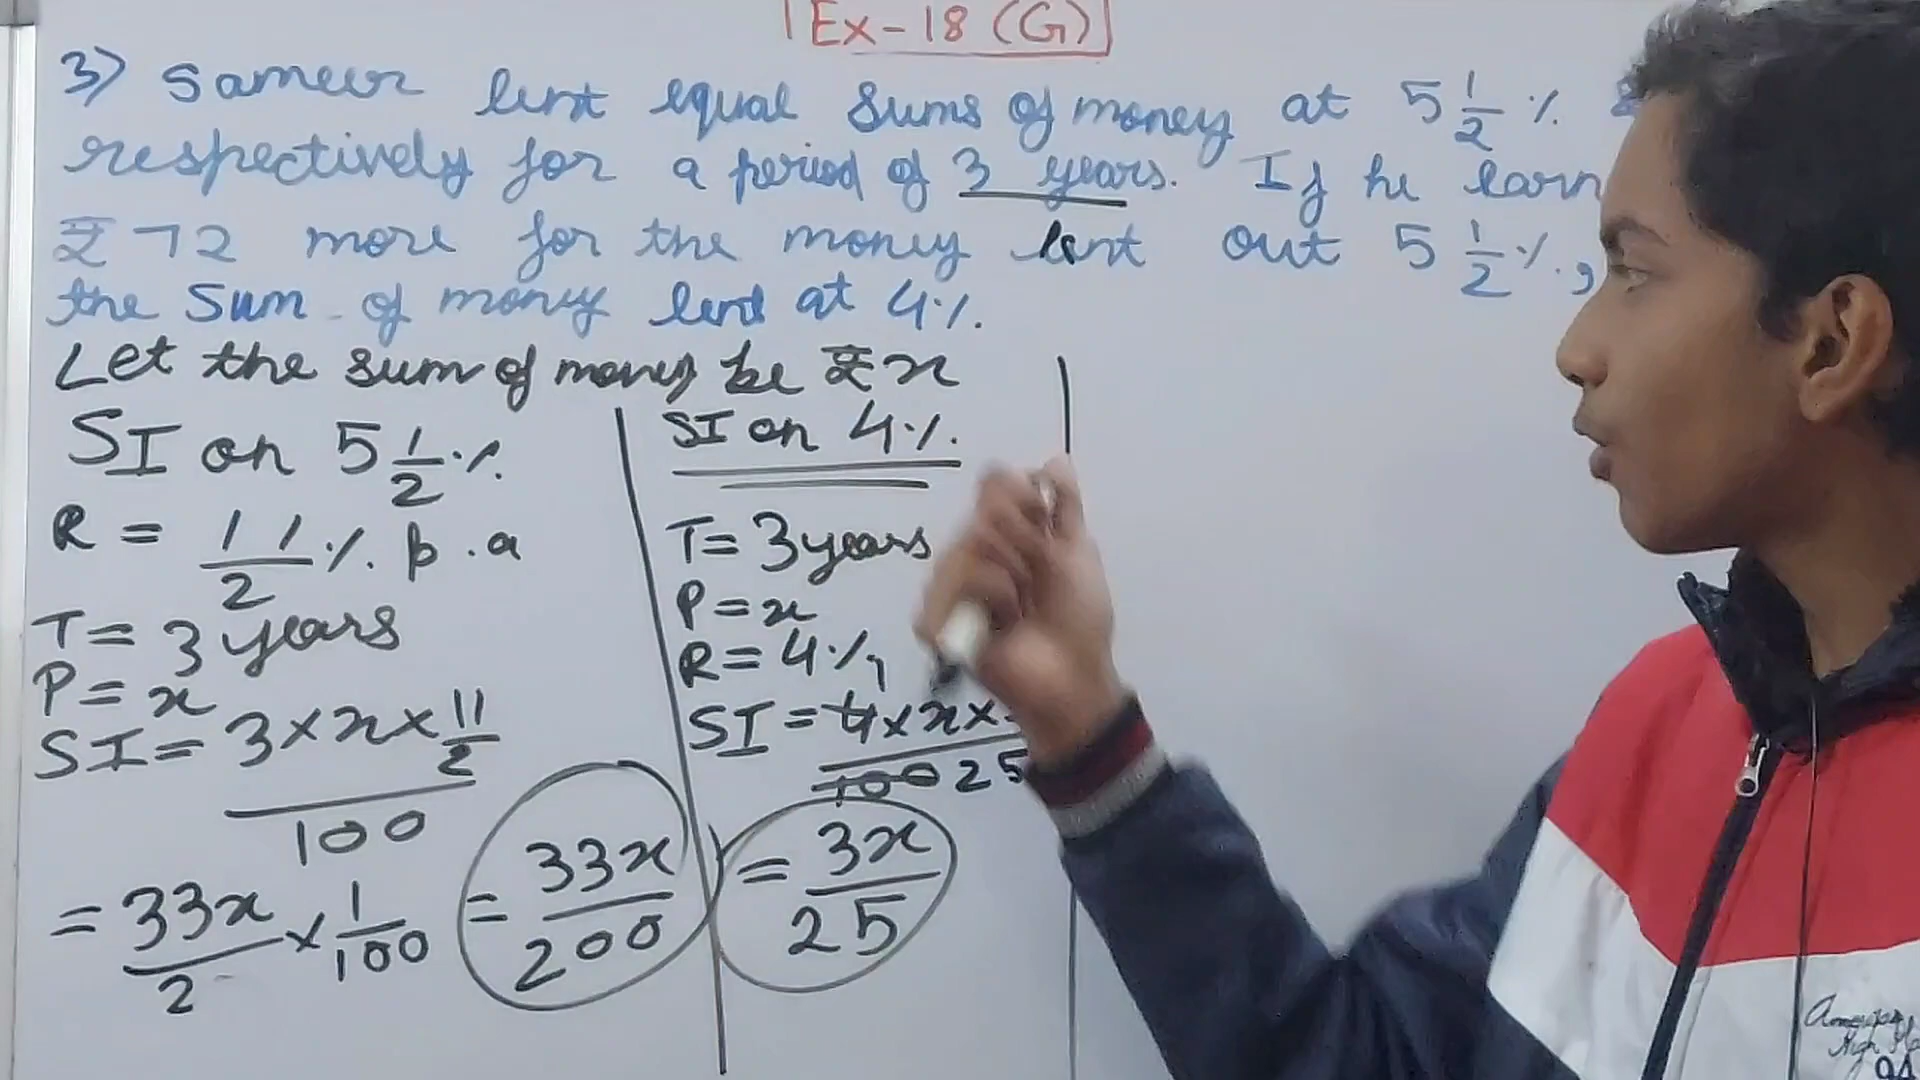 Ex-18 (G)
3) Sameer lent equal sums of money at 5 1/2 %
respectively for a period of 3 years. If he earn
₹ 72 more for the money lent out 5 1/2 %,
the sum of money lend at 4%.
Let the sum of money be ₹ x
SI on 5 1/2 %
R = 11/2 % p.a
T = 3 years
P = x
SI = 3 × x × 11/2
100
= 33x/2 × 1/100 = 33x/200
SI on 4%
T = 3 years
P = x
R = 4%
SI = 4 × x ×
100 25
= 3x/25